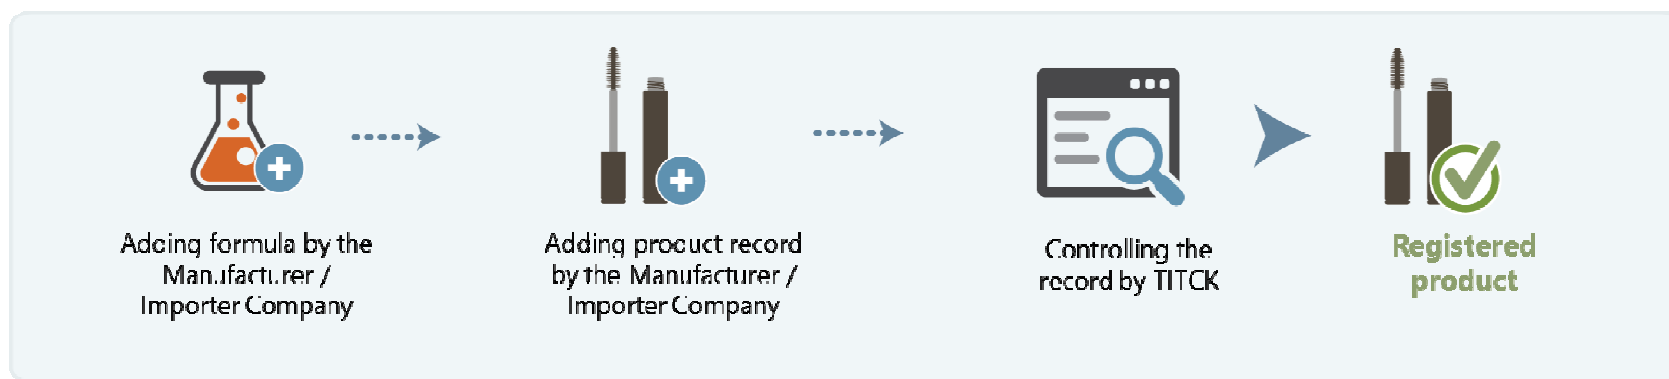 Adding formula by the
Manufacturer /
Importer Company
Adding product record
by the Manufacturer /
Importer Company
Controlling the
record by TITCK
Registered
product